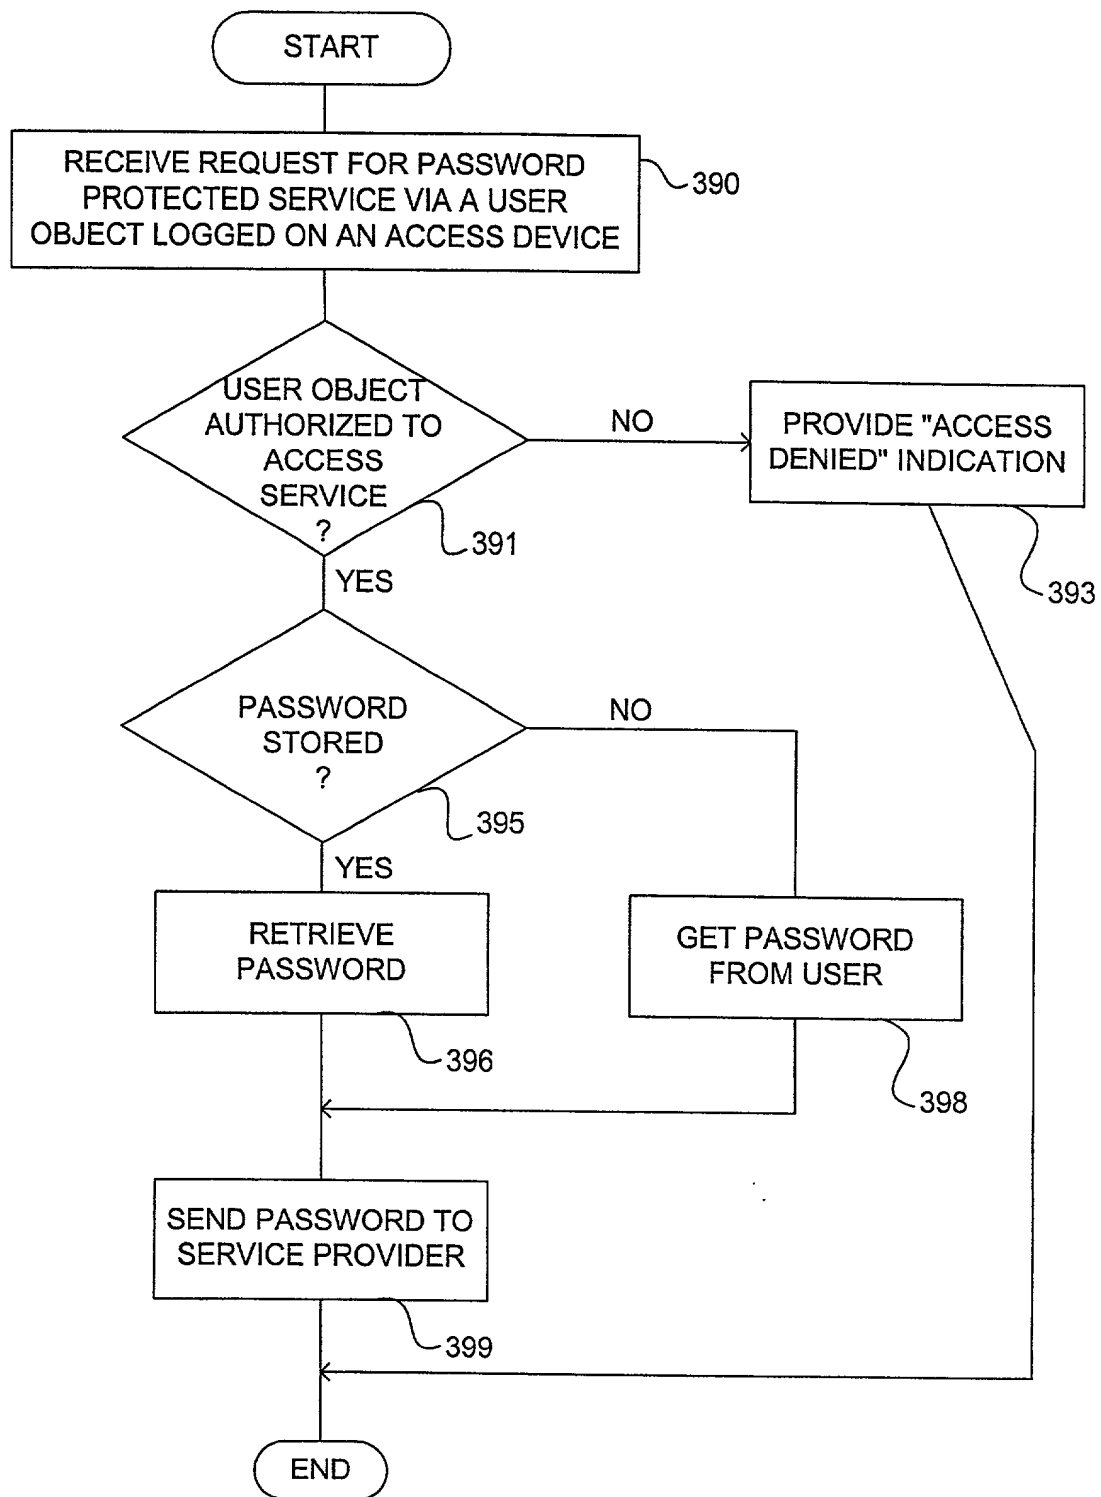 START
RECEIVE REQUEST FOR PASSWORD
PROTECTED SERVICE VIA A USER
OBJECT LOGGED ON AN ACCESS DEVICE
390
USER OBJECT
AUTHORIZED TO
ACCESS
SERVICE
?
391
NO
PROVIDE "ACCESS
DENIED" INDICATION
393
YES
PASSWORD
STORED
?
395
NO
YES
RETRIEVE
PASSWORD
396
GET PASSWORD
FROM USER
398
SEND PASSWORD TO
SERVICE PROVIDER
399
END